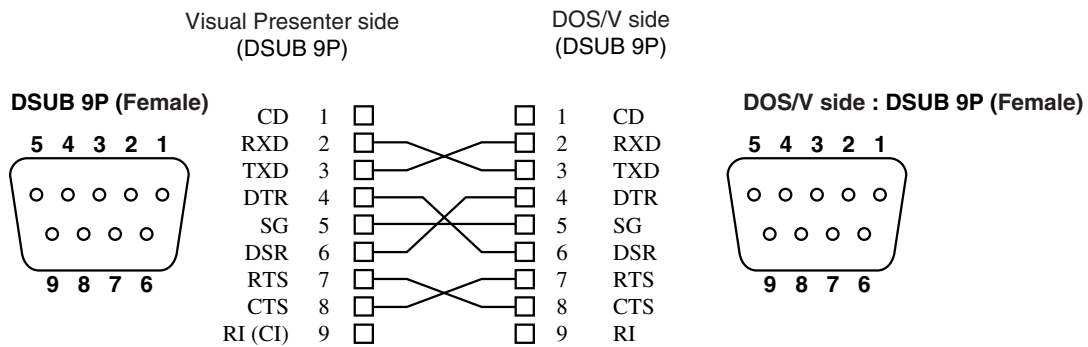 Visual Presenter side
(DSUB 9P)
DOS/V side
(DSUB 9P)
DSUB 9P (Female)
5 4 3 2 1
9 8 7 6
CD 1
RXD 2
TXD 3
DTR 4
SG 5
DSR 6
RTS 7
CTS 8
RI (CI) 9
1 CD
2 RXD
3 TXD
4 DTR
5 SG
6 DSR
7 RTS
8 CTS
9 RI
DOS/V side : DSUB 9P (Female)
5 4 3 2 1
9 8 7 6